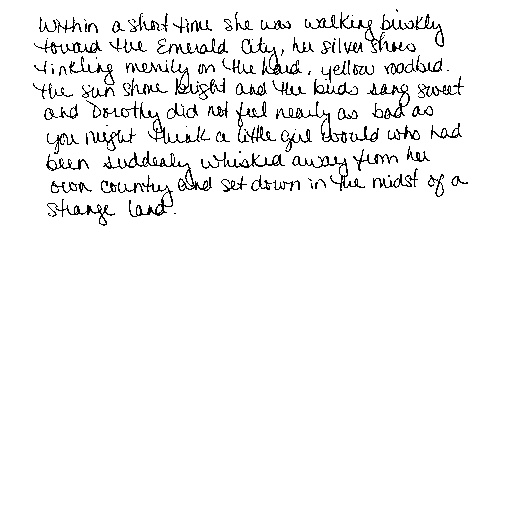 Within a short time she was walking briskly
toward the Emerald City, her silver shoes
tinkling merrily on the hard, yellow roadbed.
The sun shone bright and the birds sang sweet
and Dorothy did not feel nearly as bad as
you might think a little girl would who had
been suddenly whisked away from her
own country and set down in the midst of a
strange land.